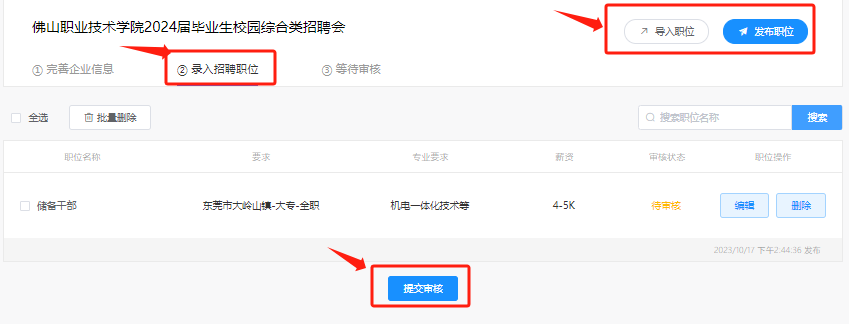 佛山职业技术学院2024届毕业生校园综合类招聘会
导入职位
发布职位
① 完善企业信息
② 录入招聘职位
③ 等待审核
全选
批量删除
搜索职位名称
搜索
职位名称 要求 专业要求 薪资 审核状态 职位操作
储备干部 东莞市大岭山镇-大专-全职 机电一体化技术等 4-5K 待审核 编辑 删除
2023/10/17 下午2:44:36 发布
提交审核